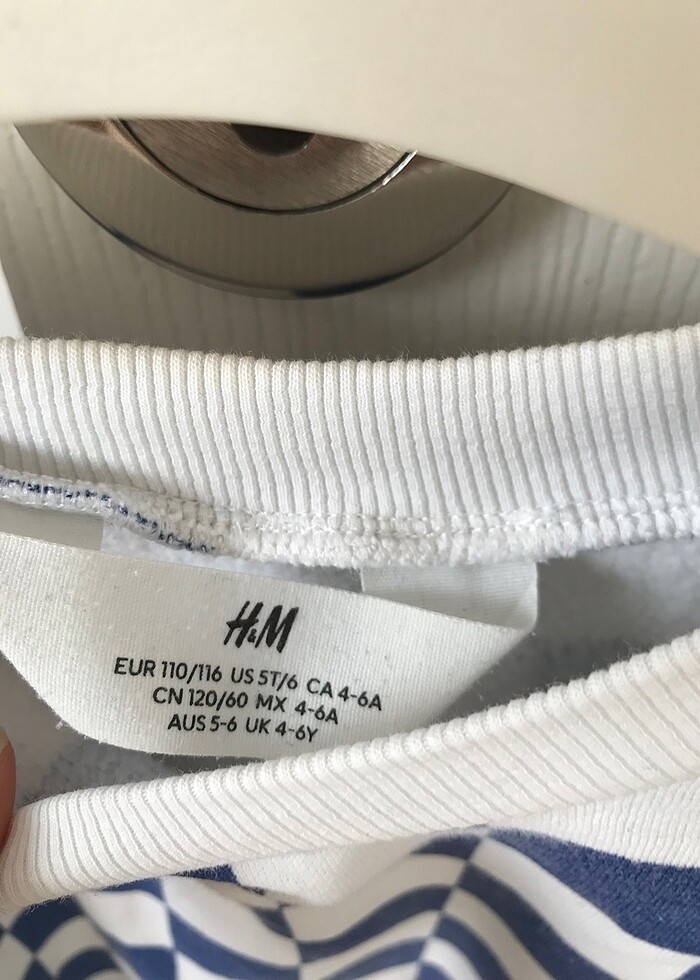 H&M
EUR 110/116 US 5T/6 CA 4-6A
CN 120/60 MX 4-6A
AUS 5-6 UK 4-6Y